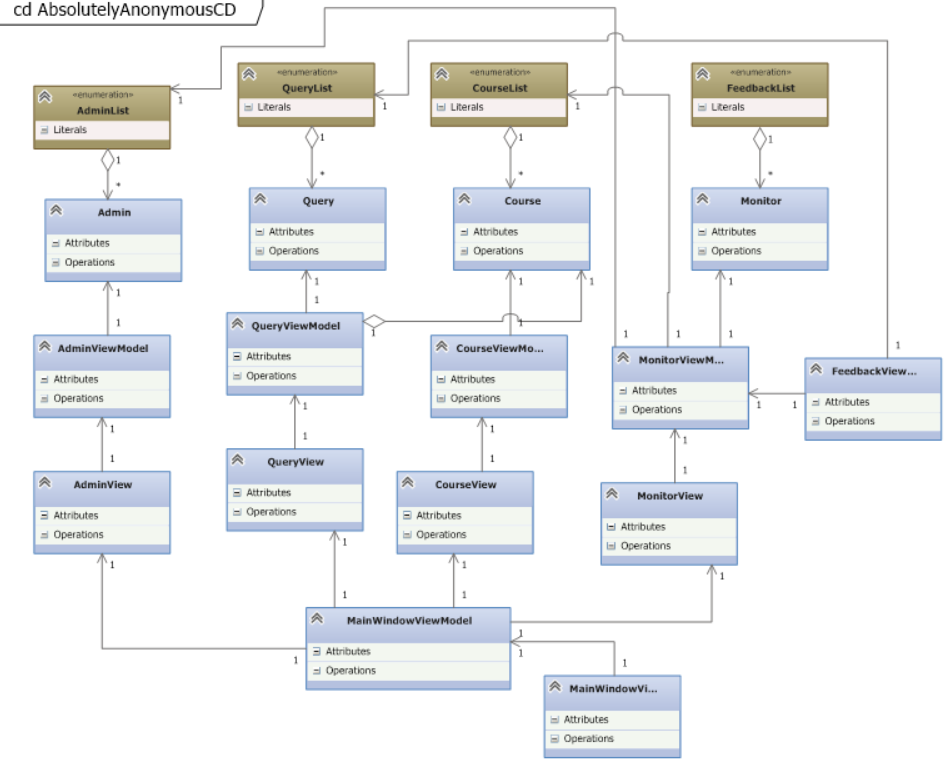 cd AbsolutelyAnonymousCD
«enumeration»
AdminList
Literals
1
«enumeration»
QueryList
Literals
1
«enumeration»
CourseList
Literals
1
«enumeration»
FeedbackList
Literals
1
*
1
*
1
*
1
*
Admin
Attributes
Operations
Query
Attributes
Operations
Course
Attributes
Operations
Monitor
Attributes
Operations
1
1
1
1
1
1
1
1
1
1
1
1
1
AdminViewModel
Attributes
Operations
QueryViewModel
Attributes
Operations
CourseViewMo...
Attributes
Operations
MonitorViewM...
Attributes
Operations
FeedbackView...
Attributes
Operations
1
1
1
1
1
1
1
1
1
1
AdminView
Attributes
Operations
QueryView
Attributes
Operations
CourseView
Attributes
Operations
MonitorView
Attributes
Operations
1
1
1
1
1
1
MainWindowViewModel
Attributes
Operations
1
1
1
1
MainWindowVi...
Attributes
Operations